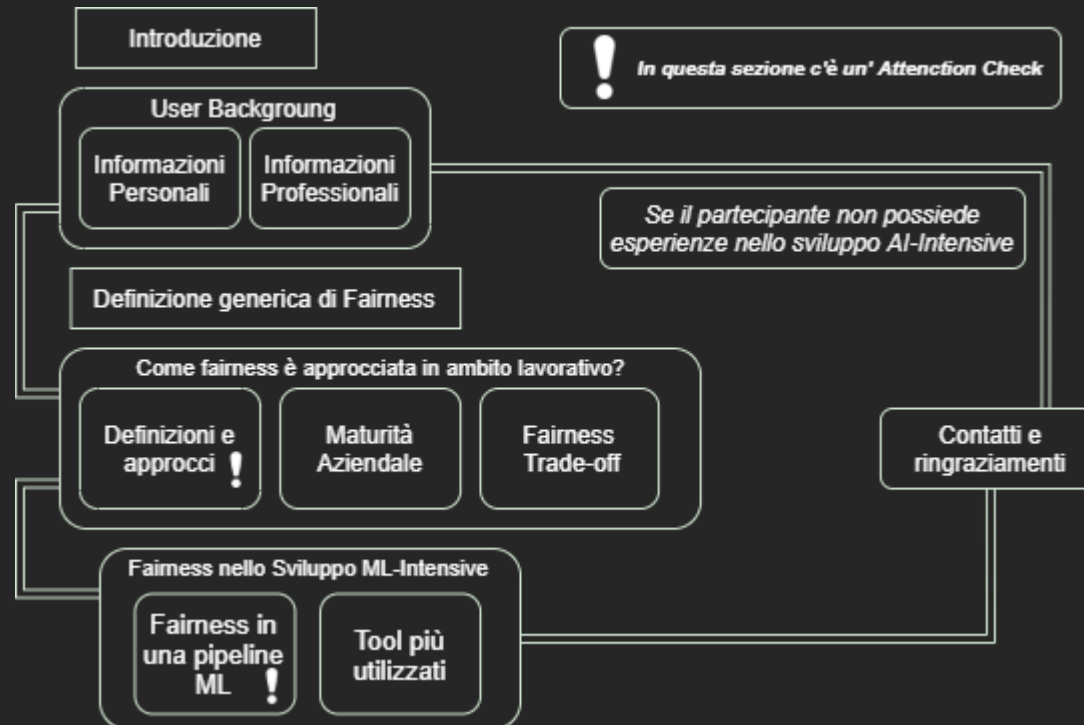 Introduzione
In questa sezione c'è un' Attenction Check
User Backgroung
Informazioni
Personali
Informazioni
Professionali
Se il partecipante non possiede
esperienze nello sviluppo AI-Intensive
Definizione generica di Fairness
Come fairness è approcciata in ambito lavorativo?
Definizioni e
approcci
Maturità
Aziendale
Fairness
Trade-off
Contatti e
ringraziamenti
Fairness nello Sviluppo ML-Intensive
Fairness in
una pipeline
ML
Tool più
utilizzati